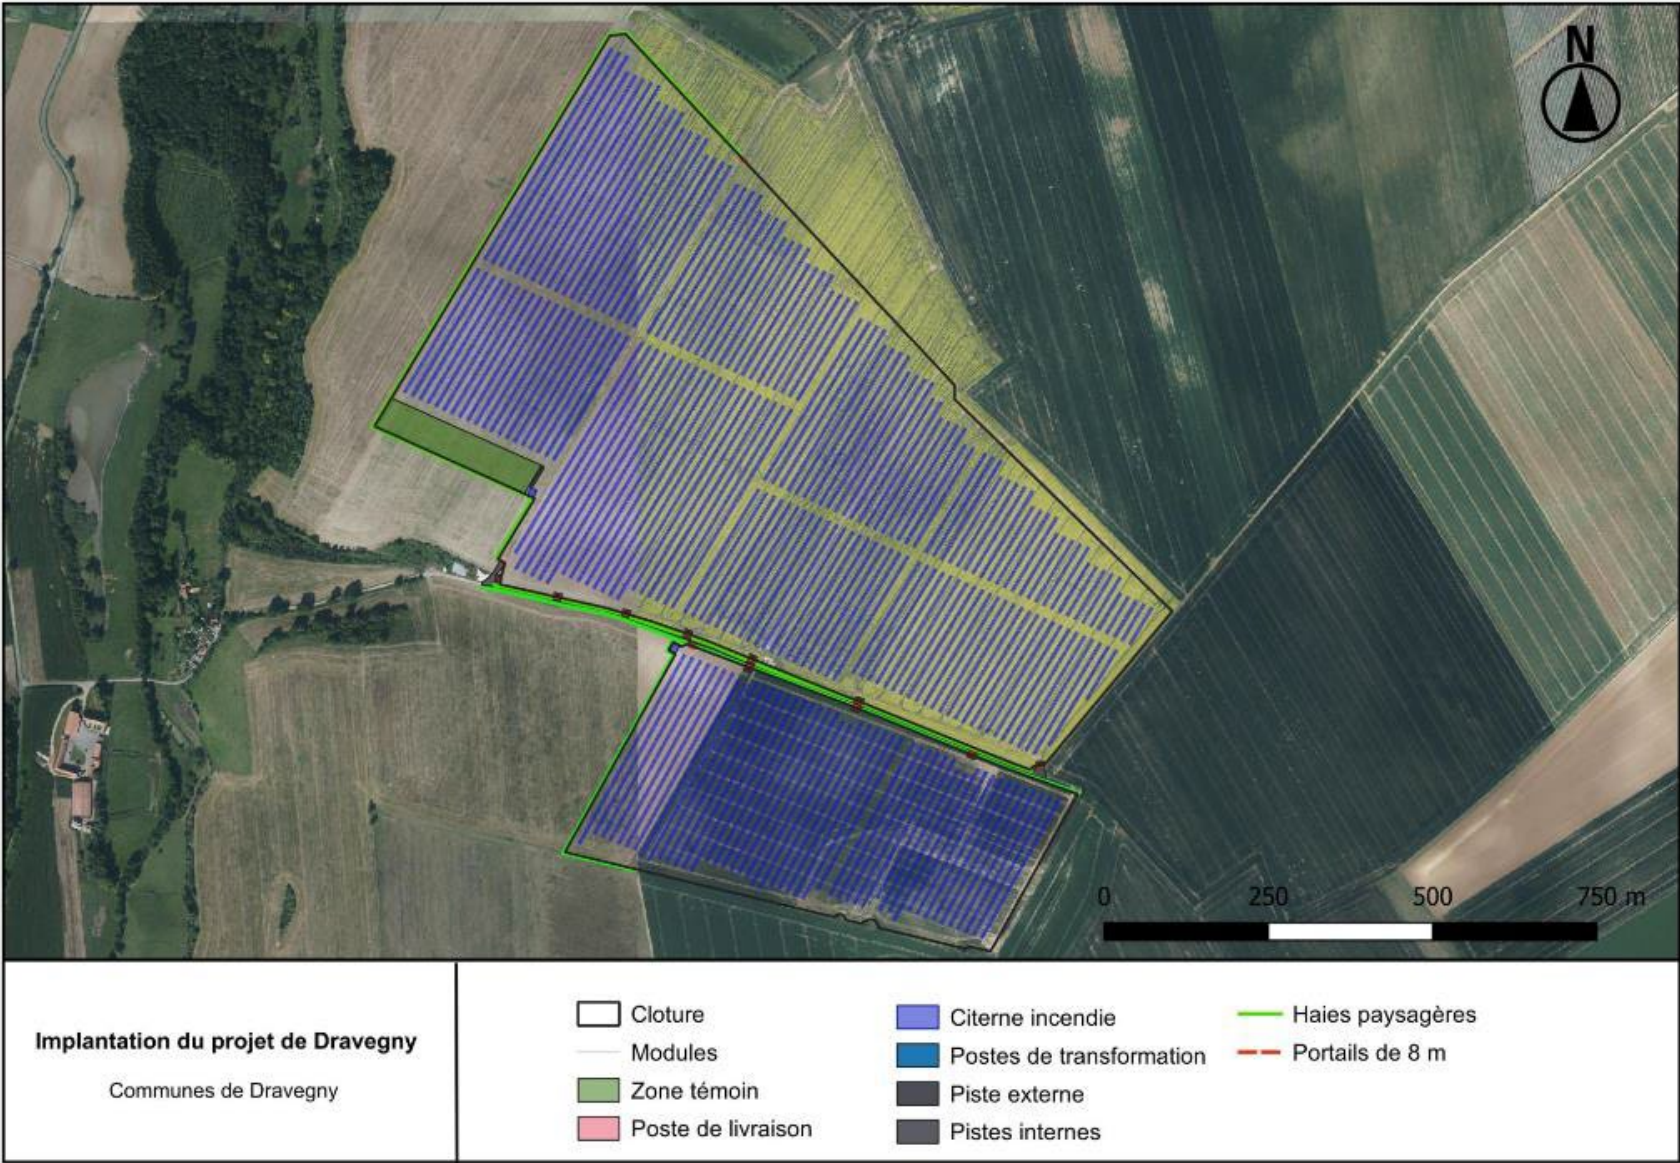 N
0 250 500 750 m
Implantation du projet de Dravegny
Communes de Dravegny
Cloture
Modules
Zone témoin
Poste de livraison
Citerne incendie
Postes de transformation
Piste externe
Pistes internes
Haies paysagères
Portails de 8 m